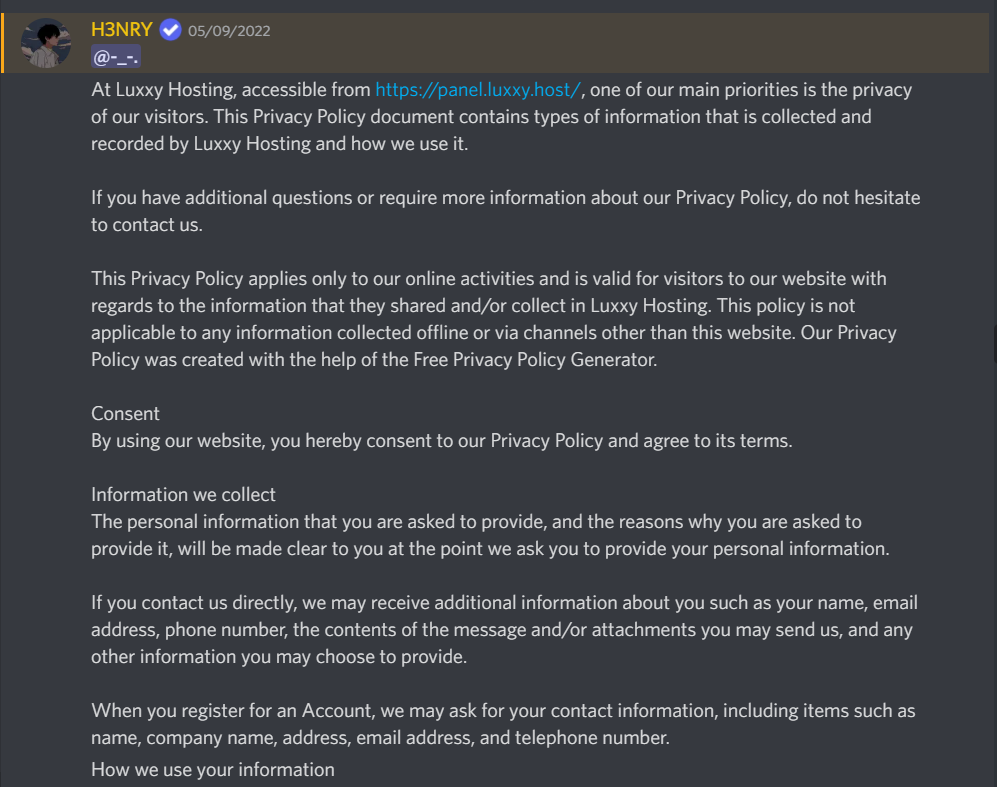 H3NRY 05/09/2022
@-_-.
At Luxxy Hosting, accessible from https://panel.luxxy.host/, one of our main priorities is the privacy
of our visitors. This Privacy Policy document contains types of information that is collected and
recorded by Luxxy Hosting and how we use it.
If you have additional questions or require more information about our Privacy Policy, do not hesitate
to contact us.
This Privacy Policy applies only to our online activities and is valid for visitors to our website with
regards to the information that they shared and/or collect in Luxxy Hosting. This policy is not
applicable to any information collected offline or via channels other than this website. Our Privacy
Policy was created with the help of the Free Privacy Policy Generator.
Consent
By using our website, you hereby consent to our Privacy Policy and agree to its terms.
Information we collect
The personal information that you are asked to provide, and the reasons why you are asked to
provide it, will be made clear to you at the point we ask you to provide your personal information.
If you contact us directly, we may receive additional information about you such as your name, email
address, phone number, the contents of the message and/or attachments you may send us, and any
other information you may choose to provide.
When you register for an Account, we may ask for your contact information, including items such as
name, company name, address, email address, and telephone number.
How we use your information